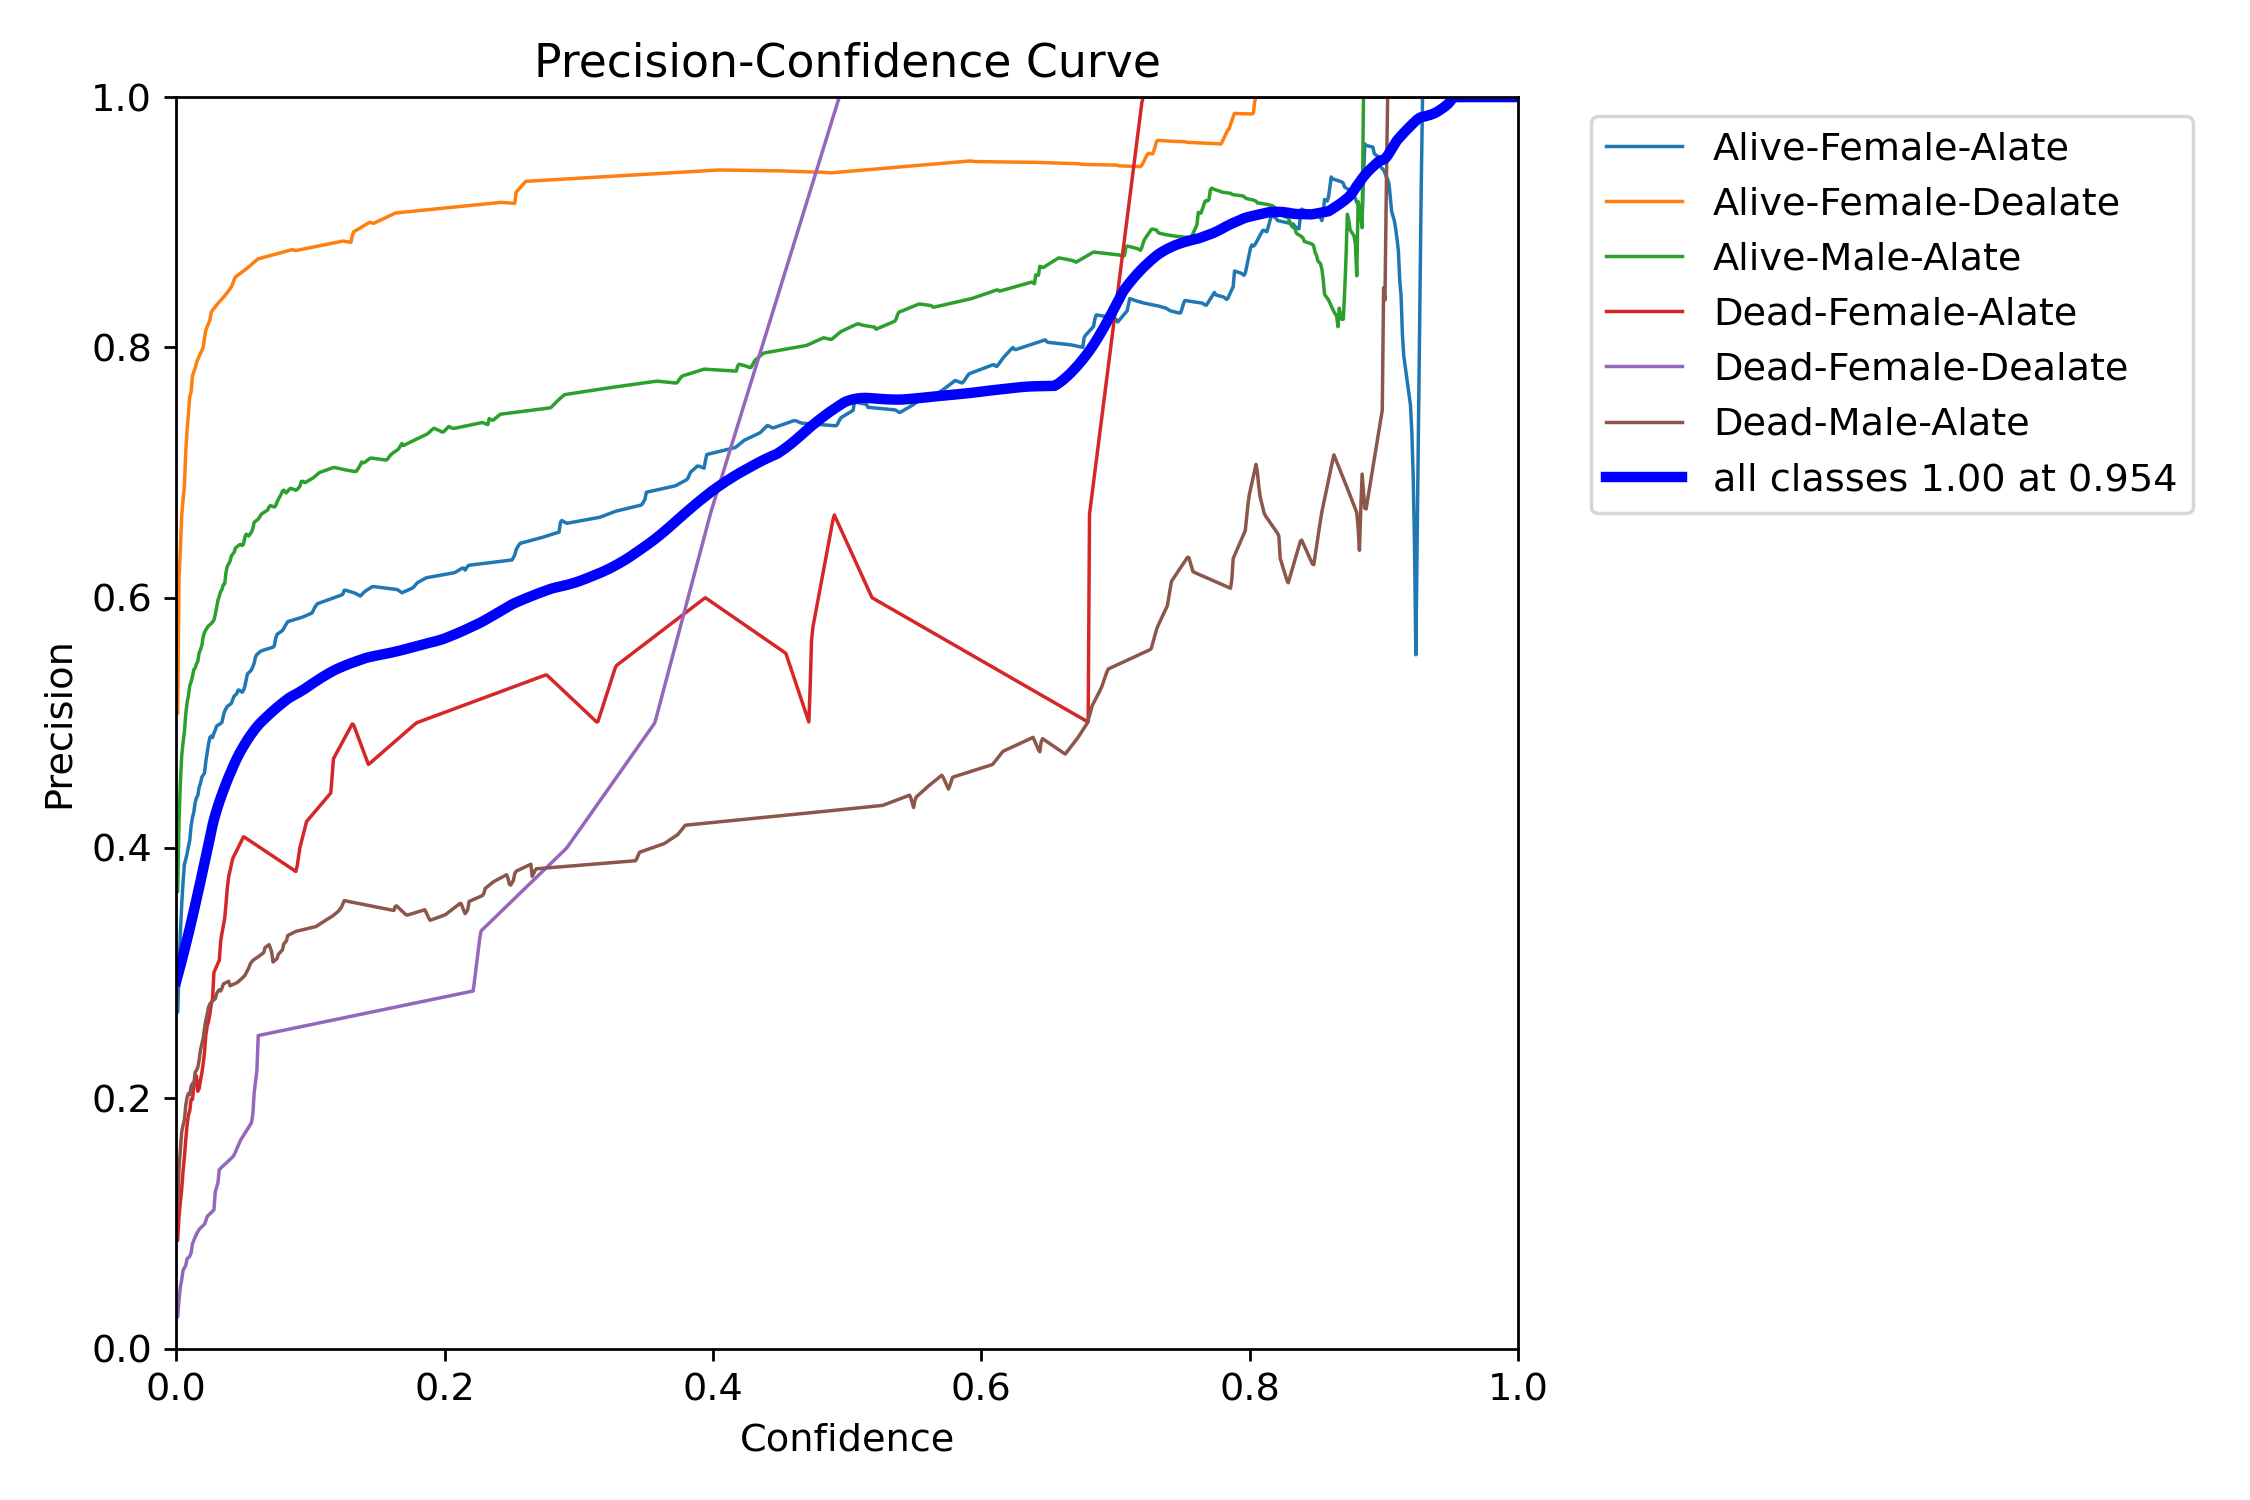 Precision-Confidence Curve
1.0
0.8
0.6
0.4
0.2
0.0
Precision
0.0 0.2 0.4 0.6 0.8 1.0
Confidence
Alive-Female-Alate
Alive-Female-Dealate
Alive-Male-Alate
Dead-Female-Alate
Dead-Female-Dealate
Dead-Male-Alate
all classes 1.00 at 0.954